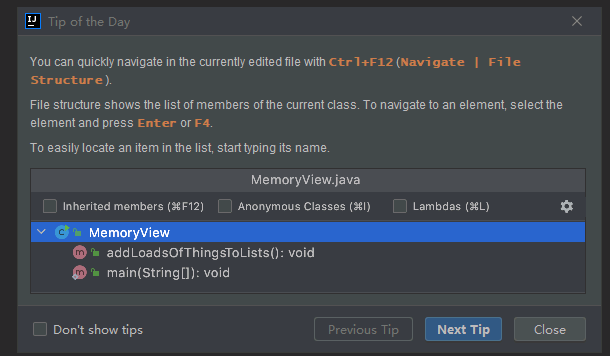 IJ Tip of the Day
You can quickly navigate in the currently edited file with Ctrl+F12 (Navigate | File
Structure).
File structure shows the list of members of the current class. To navigate to an element, select the
element and press Enter or F4.
To easily locate an item in the list, start typing its name.
MemoryView.java
Inherited members (⌘F12) Anonymous Classes (⌘I) Lambdas (⌘L)
C MemoryView
m addLoadsOfThingsToLists(): void
m main(String[]): void
Don't show tips Previous Tip Next Tip Close